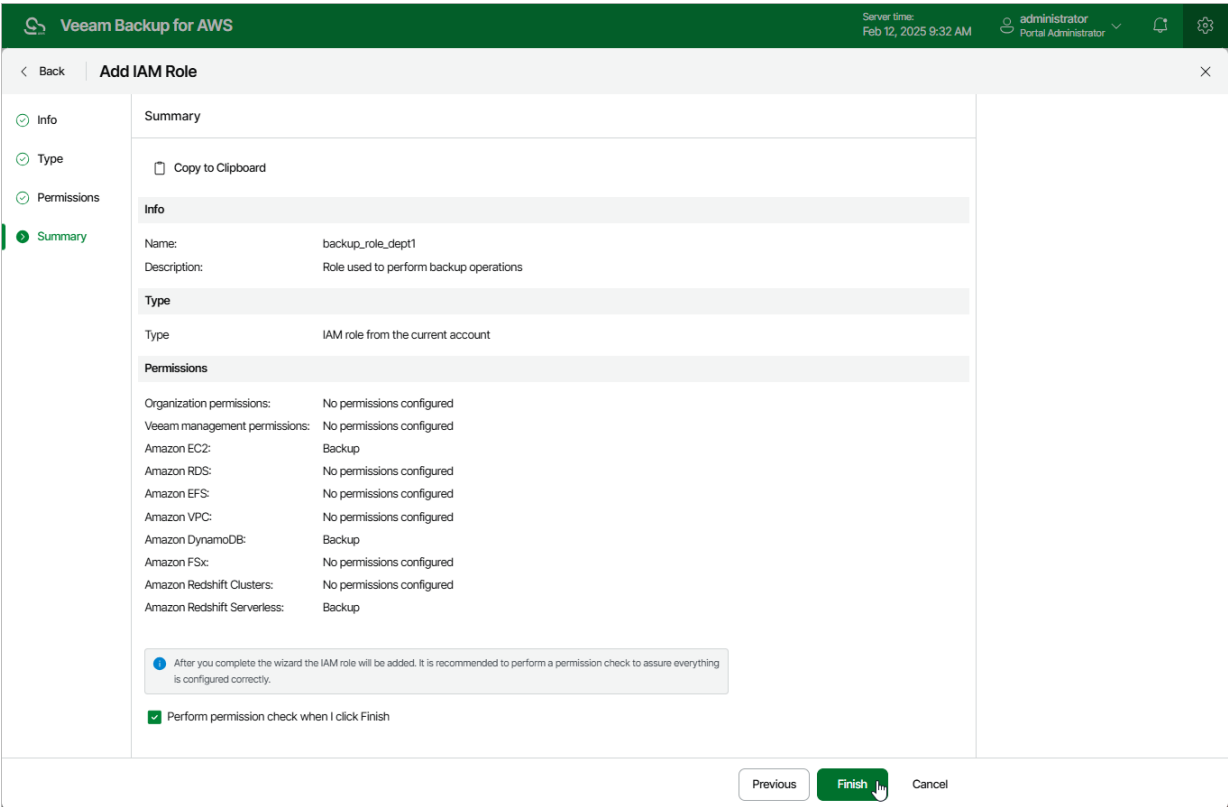 Veeam Backup for AWS
Server time:
Feb 12, 2025 9:32 AM
administrator
Portal Administrator
Back
Add IAM Role
Info
Type
Permissions
Summary
Summary
Copy to Clipboard
Info
Name: backup_role_dept1
Description: Role used to perform backup operations
Type
Type IAM role from the current account
Permissions
Organization permissions: No permissions configured
Veeam management permissions: No permissions configured
Amazon EC2: Backup
Amazon RDS: No permissions configured
Amazon EFS: No permissions configured
Amazon VPC: No permissions configured
Amazon DynamoDB: Backup
Amazon FSx: No permissions configured
Amazon Redshift Clusters: No permissions configured
Amazon Redshift Serverless: Backup
After you complete the wizard the IAM role will be added. It is recommended to perform a permission check to assure everything
is configured correctly.
Perform permission check when I click Finish
Previous Finish Cancel